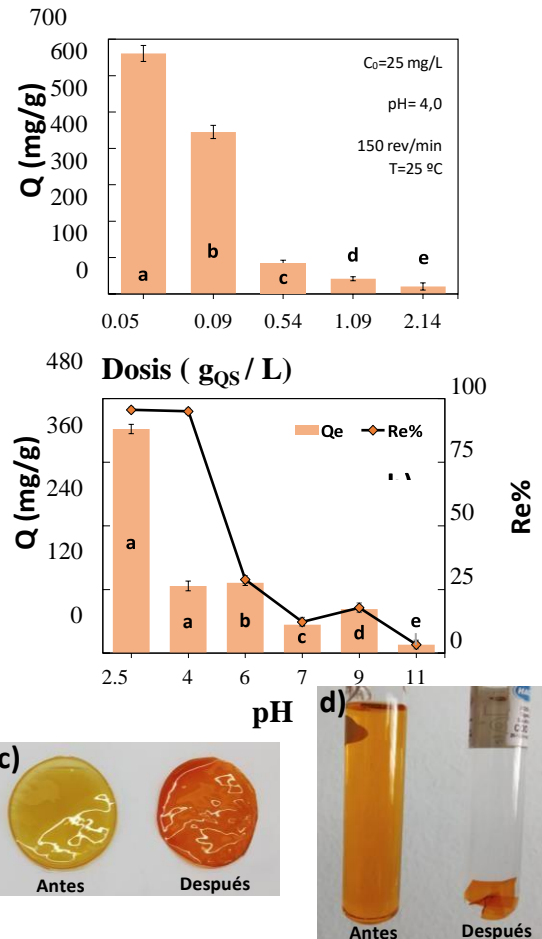 700
600
500
400
300
200
100
0
Q (mg/g)
C₀=25 mg/L
pH= 4,0
150 rev/min
T=25 ºC
a
b
c
d
e
0.05 0.09 0.54 1.09 2.14
Dosis ( gQS / L)
480
360
240
120
0
Q (mg/g)
Qe Re%
a
a
b
c
d
e
100
75
50
25
0
Re%
2.5 4 6 7 9 11
pH
c)
Antes Después
d)
Antes Después